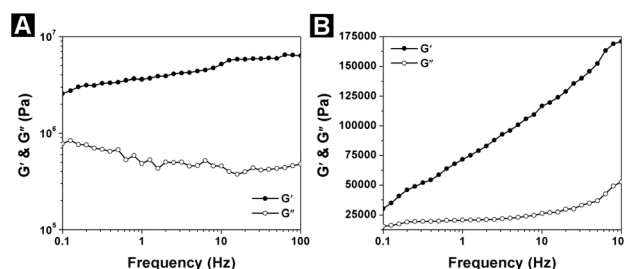 A
G′ & G″ (Pa)
10⁷
10⁶
10⁵
G′
G″
0.1 1 10 100
Frequency (Hz)
B
G′ & G″ (Pa)
175000
150000
125000
100000
75000
50000
25000
G′
G″
0.1 1 10 100
Frequency (Hz)